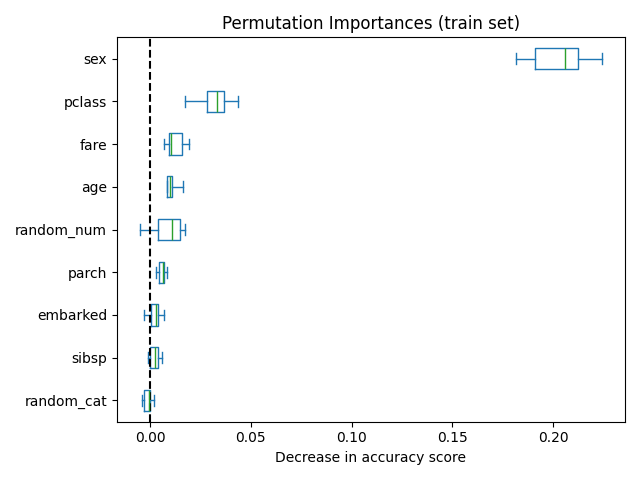 Permutation Importances (train set)
sex
pclass
fare
age
random_num
parch
embarked
sibsp
random_cat
0.00 0.05 0.10 0.15 0.20
Decrease in accuracy score